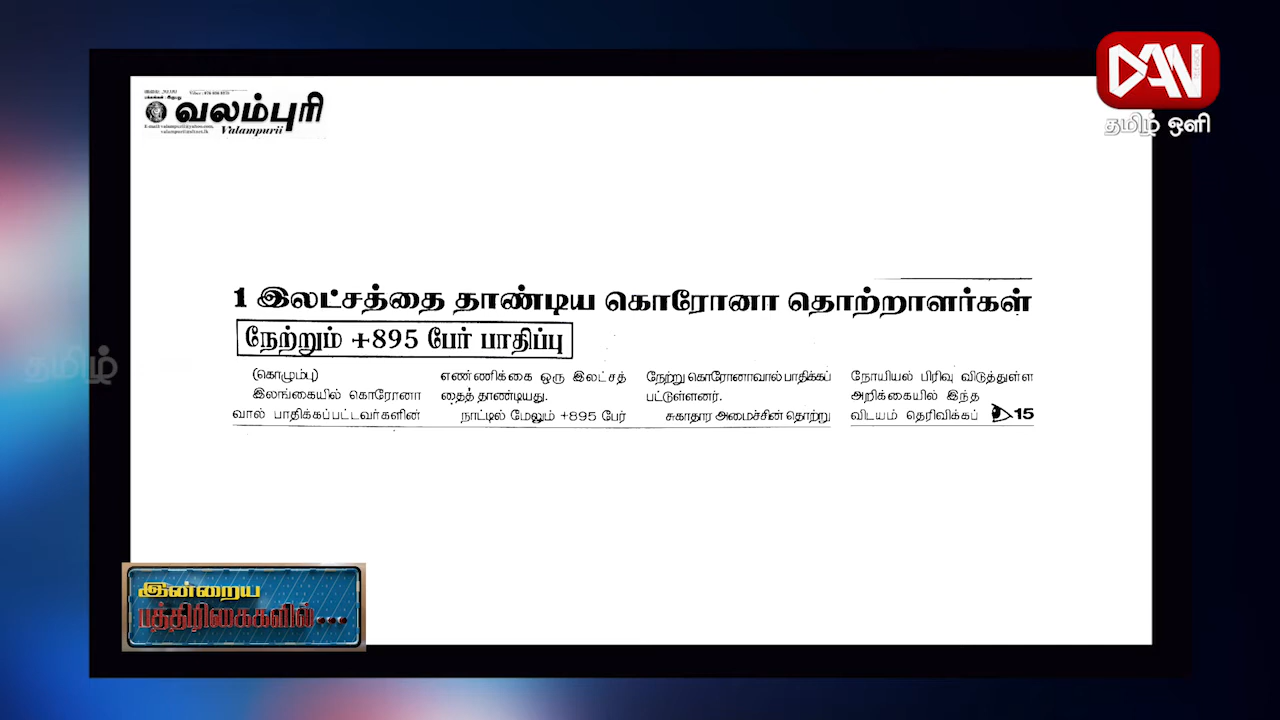 வலம்புரி
Valampurii
DAN
தமிழ் ஒளி
1 இலட்சத்தை தாண்டிய கொரோனா தொற்றாளர்கள்
நேற்றும் +895 பேர் பாதிப்பு
(கொழும்பு)
இலங்கையில் கொரோனா
வால் பாதிக்கப்பட்டவர்களின்
எண்ணிக்கை ஒரு இலட்சத்
தைத் தாண்டியது.
நாட்டில் மேலும் +895 பேர்
நேற்று கொரோனாவால் பாதிக்கப்
பட்டுள்ளனர்.
சுகாதார அமைச்சின் தொற்று
நோயியல் பிரிவு விடுத்துள்ள
அறிக்கையில் இந்த
விடயம் தெரிவிக்கப் 15
தமிழ்
இன்றைய
பத்திரிகைகளில்...